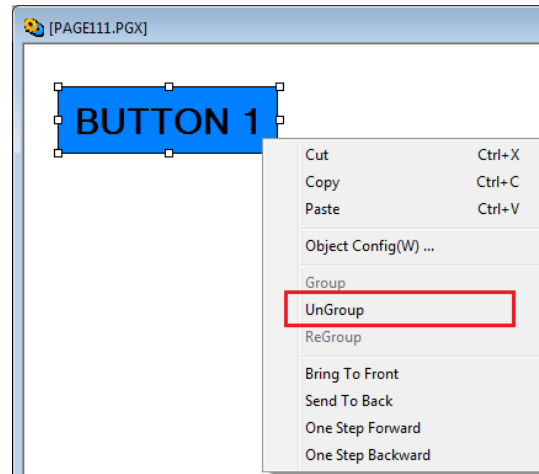 [PAGE111.PGX]
BUTTON 1
Cut Ctrl+X
Copy Ctrl+C
Paste Ctrl+V
Object Config(W) ...
Group
UnGroup
ReGroup
Bring To Front
Send To Back
One Step Forward
One Step Backward